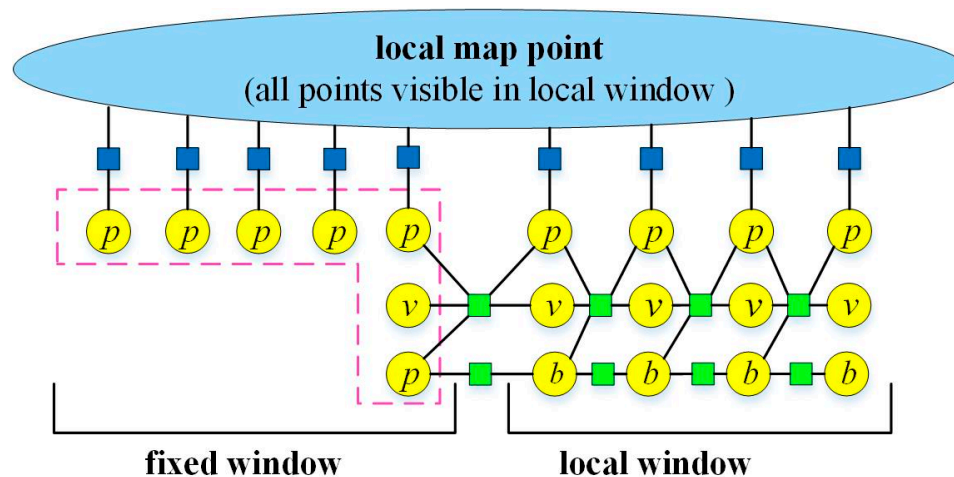 local map point
(all points visible in local window )
p p p p p p p p p
v v v v v
p b b b b
fixed window local window